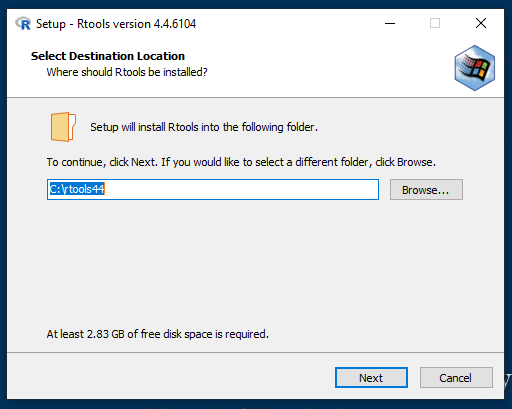 Setup - Rtools version 4.4.6104
Select Destination Location
Where should Rtools be installed?
Setup will install Rtools into the following folder.
To continue, click Next. If you would like to select a different folder, click Browse.
C:\rtools44
Browse...
At least 2.83 GB of free disk space is required.
Next
Cancel